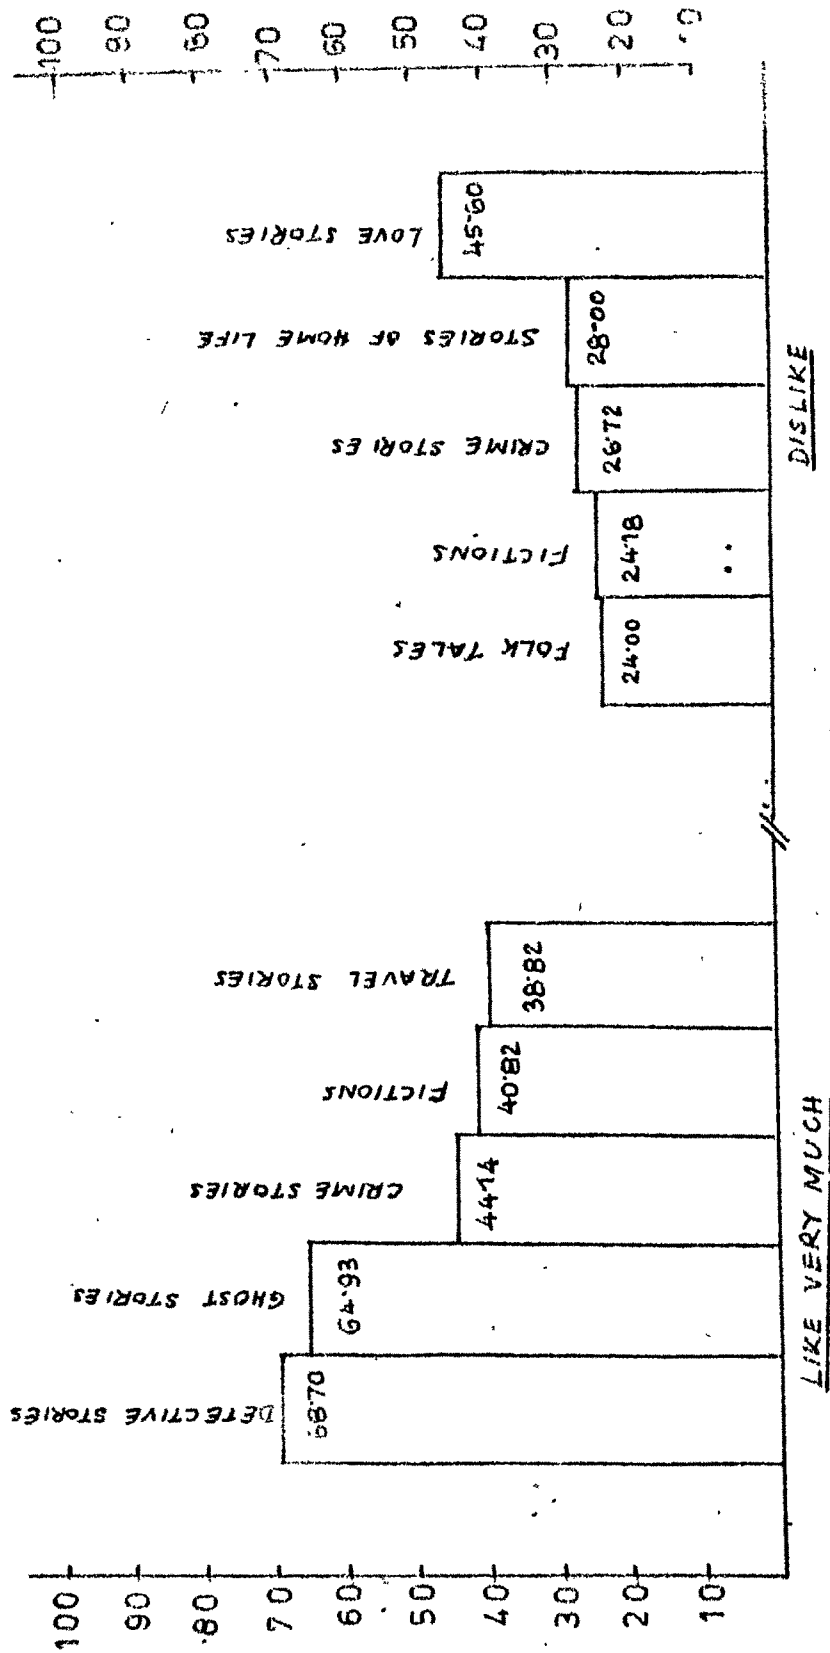 100
90
80
70
60
50
40
30
20
10
DETECTIVE STORIES
68.70
GHOST STORIES
64.93
CRIME STORIES
44.14
FICTIONS
40.82
TRAVEL STORIES
38.82
LIKE VERY MUCH
FOLK TALES
24.00
FICTIONS
24.18
CRIME STORIES
26.72
STORIES OF HOME LIFE
28.00
LOVE STORIES
45.60
DISLIKE
100
90
80
70
60
50
40
30
20